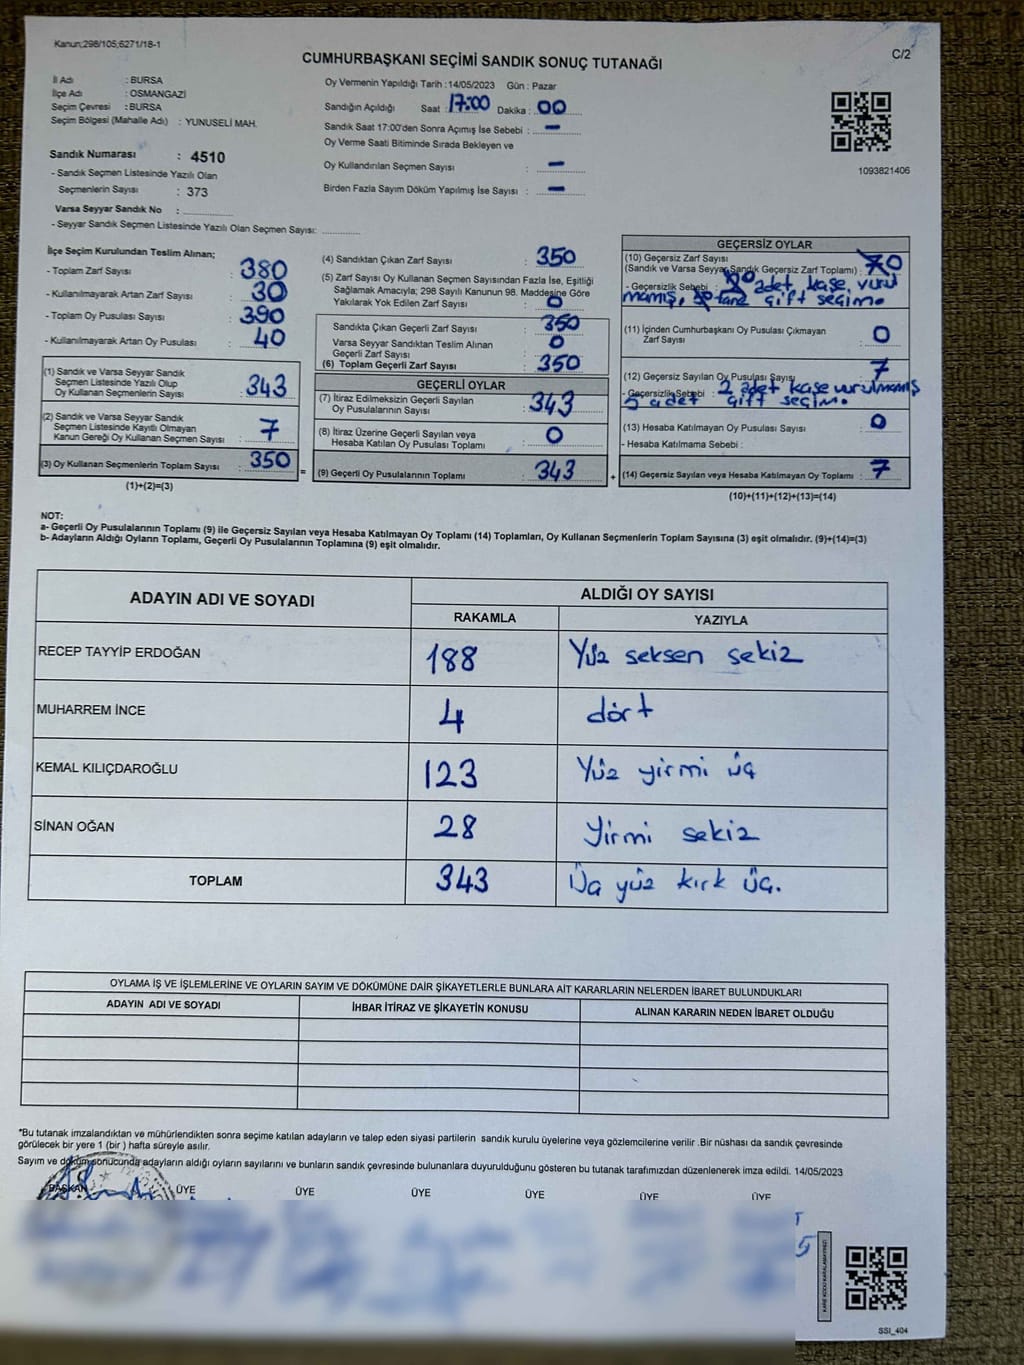 Kanun;298/105;6271/18-1
C/2
CUMHURBAŞKANI SEÇİMİ SANDIK SONUÇ TUTANAĞI
İl Adı : BURSA
İlçe Adı : OSMANGAZİ
Seçim Çevresi : BURSA
Seçim Bölgesi (Mahalle Adı) : YUNUSELİ MAH.
Sandık Numarası : 4510
- Sandık Seçmen Listesinde Yazılı Olan
Seçmenlerin Sayısı : 373
Varsa Seyyar Sandık No :
- Seyyar Sandık Seçmen Listesinde Yazılı Olan Seçmen Sayısı:
Oy Vermenin Yapıldığı Tarih : 14/05/2023 Gün : Pazar
Sandığın Açıldığı Saat : 17:00 Dakika : 00
Sandık Saat 17:00'den Sonra Açımış İse Sebebi : –
Oy Verme Saati Bitiminde Sırada Bekleyen ve
Oy Kullandırılan Seçmen Sayısı : –
Birden Fazla Sayım Döküm Yapılmış İse Sayısı : –
1093821406
İlçe Seçim Kurulundan Teslim Alınan;
- Toplam Zarf Sayısı : 380
- Kullanılmayarak Artan Zarf Sayısı : 30
- Toplam Oy Pusulası Sayısı : 390
- Kullanılmayarak Artan Oy Pusulası : 40
(1) Sandık ve Varsa Seyyar Sandık
Seçmen Listesinde Yazılı Olup
Oy Kullanan Seçmenlerin Sayısı : 343
(2) Sandık ve Varsa Seyyar Sandık
Seçmen Listesinde Kayıtlı Olmayan
Kanun Gereği Oy Kullanan Seçmen Sayısı : 7
(3) Oy Kullanan Seçmenlerin Toplam Sayısı : 350
(1)+(2)=(3)
=
(4) Sandıktan Çıkan Zarf Sayısı : 350
(5) Zarf Sayısı Oy Kullanan Seçmen Sayısından Fazla İse, Eşitliği
Sağlamak Amacıyla; 298 Sayılı Kanunun 98. Maddesine Göre
Yakılarak Yok Edilen Zarf Sayısı : 0
Sandıkta Çıkan Geçerli Zarf Sayısı : 350
Varsa Seyyar Sandıktan Teslim Alınan
Geçerli Zarf Sayısı : 0
(6) Toplam Geçerli Zarf Sayısı : 350
GEÇERLİ OYLAR
(7) İtiraz Edilmeksizin Geçerli Sayılan
Oy Pusulalarının Sayısı : 343
(8) İtiraz Üzerine Geçerli Sayılan veya
Hesaba Katılan Oy Pusulası Toplamı : 0
(9) Geçerli Oy Pusulalarının Toplamı : 343
+
GEÇERSİZ OYLAR
(10) Geçersiz Zarf Sayısı
(Sandık ve Varsa Seyyar Sandık Geçersiz Zarf Toplamı) : 0
- Geçersizlik Sebebi : adet kaşe vurul
mamış, tane çift seçim.
(11) İçinden Cumhurbaşkanı Oy Pusulası Çıkmayan
Zarf Sayısı : 0
(12) Geçersiz Sayılan Oy Pusulası Sayısı : 7
- Geçersizlik Sebebi : 2 adet kaşe vurulmamış
5 adet çift seçim.
(13) Hesaba Katılmayan Oy Pusulası Sayısı : 0
- Hesaba Katılmama Sebebi :
(14) Geçersiz Sayılan veya Hesaba Katılmayan Oy Toplamı : 7
(10)+(11)+(12)+(13)=(14)
NOT:
a- Geçerli Oy Pusulalarının Toplamı (9) ile Geçersiz Sayılan veya Hesaba Katılmayan Oy Toplamı (14) Toplamları, Oy Kullanan Seçmenlerin Toplam Sayısına (3) eşit olmalıdır. (9)+(14)=(3)
b- Adayların Aldığı Oyların Toplamı, Geçerli Oy Pusulalarının Toplamına (9) eşit olmalıdır.
ADAYIN ADI VE SOYADI
ALDIĞI OY SAYISI
RAKAMLA YAZIYLA
RECEP TAYYİP ERDOĞAN 188 Yüz seksen sekiz
MUHARREM İNCE 4 dört
KEMAL KILIÇDAROĞLU 123 Yüz yirmi üç
SİNAN OĞAN 28 Yirmi sekiz
TOPLAM 343 Üç yüz kırk üç.
OYLAMA İŞ VE İŞLEMLERİNE VE OYLARIN SAYIM VE DÖKÜMÜNE DAİR ŞİKAYETLERLE BUNLARA AİT KARARLARIN NELERDEN İBARET BULUNDUKLARI
ADAYIN ADI VE SOYADI İHBAR İTİRAZ VE ŞİKAYETİN KONUSU ALINAN KARARIN NEDEN İBARET OLDUĞU
*Bu tutanak imzalandıktan ve mühürlendikten sonra seçime katılan adayların ve talep eden siyasi partilerin sandık kurulu üyelerine veya gözlemcilerine verilir .Bir nüshası da sandık çevresinde
görülecek bir yere 1 (bir ) hafta süreyle asılır.
Sayım ve döküm sonucunda adayların aldığı oyların sayılarını ve bunların sandık çevresinde bulunanlara duyurulduğunu gösteren bu tutanak tarafımızdan düzenlenerek imza edildi. 14/05/2023
BAŞKAN ÜYE ÜYE ÜYE ÜYE ÜYE ÜYE
KARE KODU KARALAMAYINIZ!
SSI_404